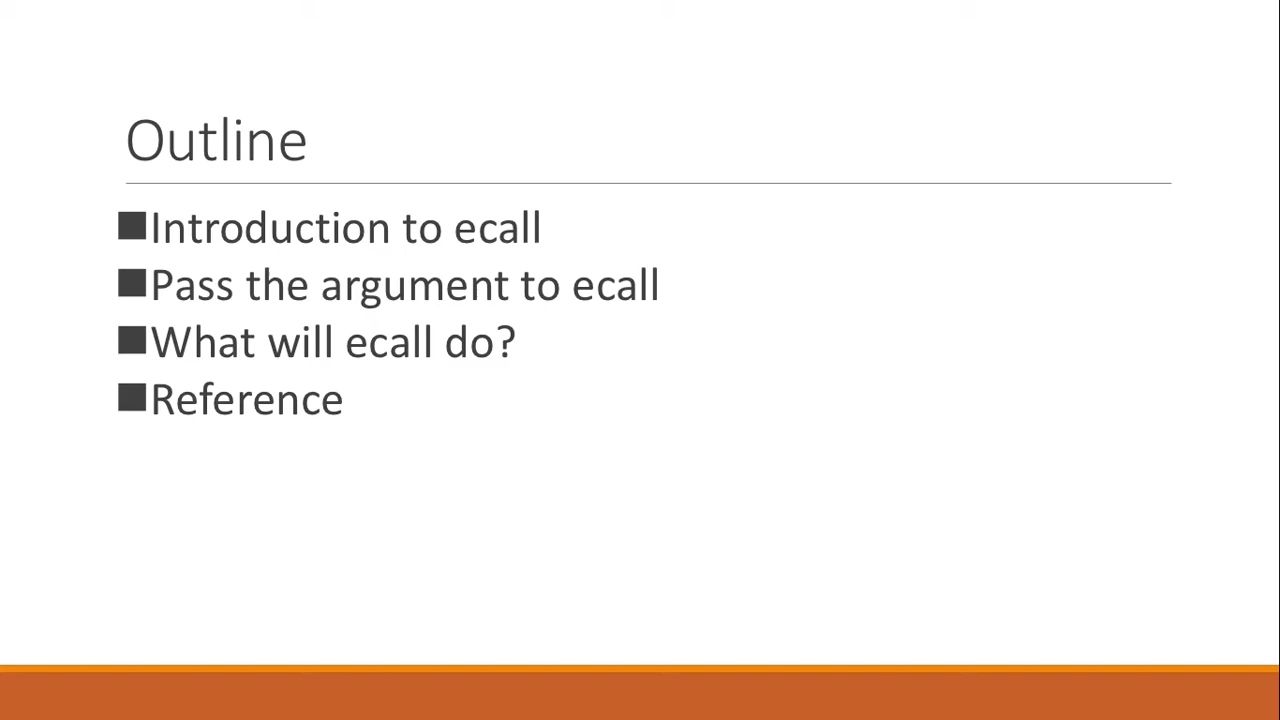 Outline
■Introduction to ecall
■Pass the argument to ecall
■What will ecall do?
■Reference